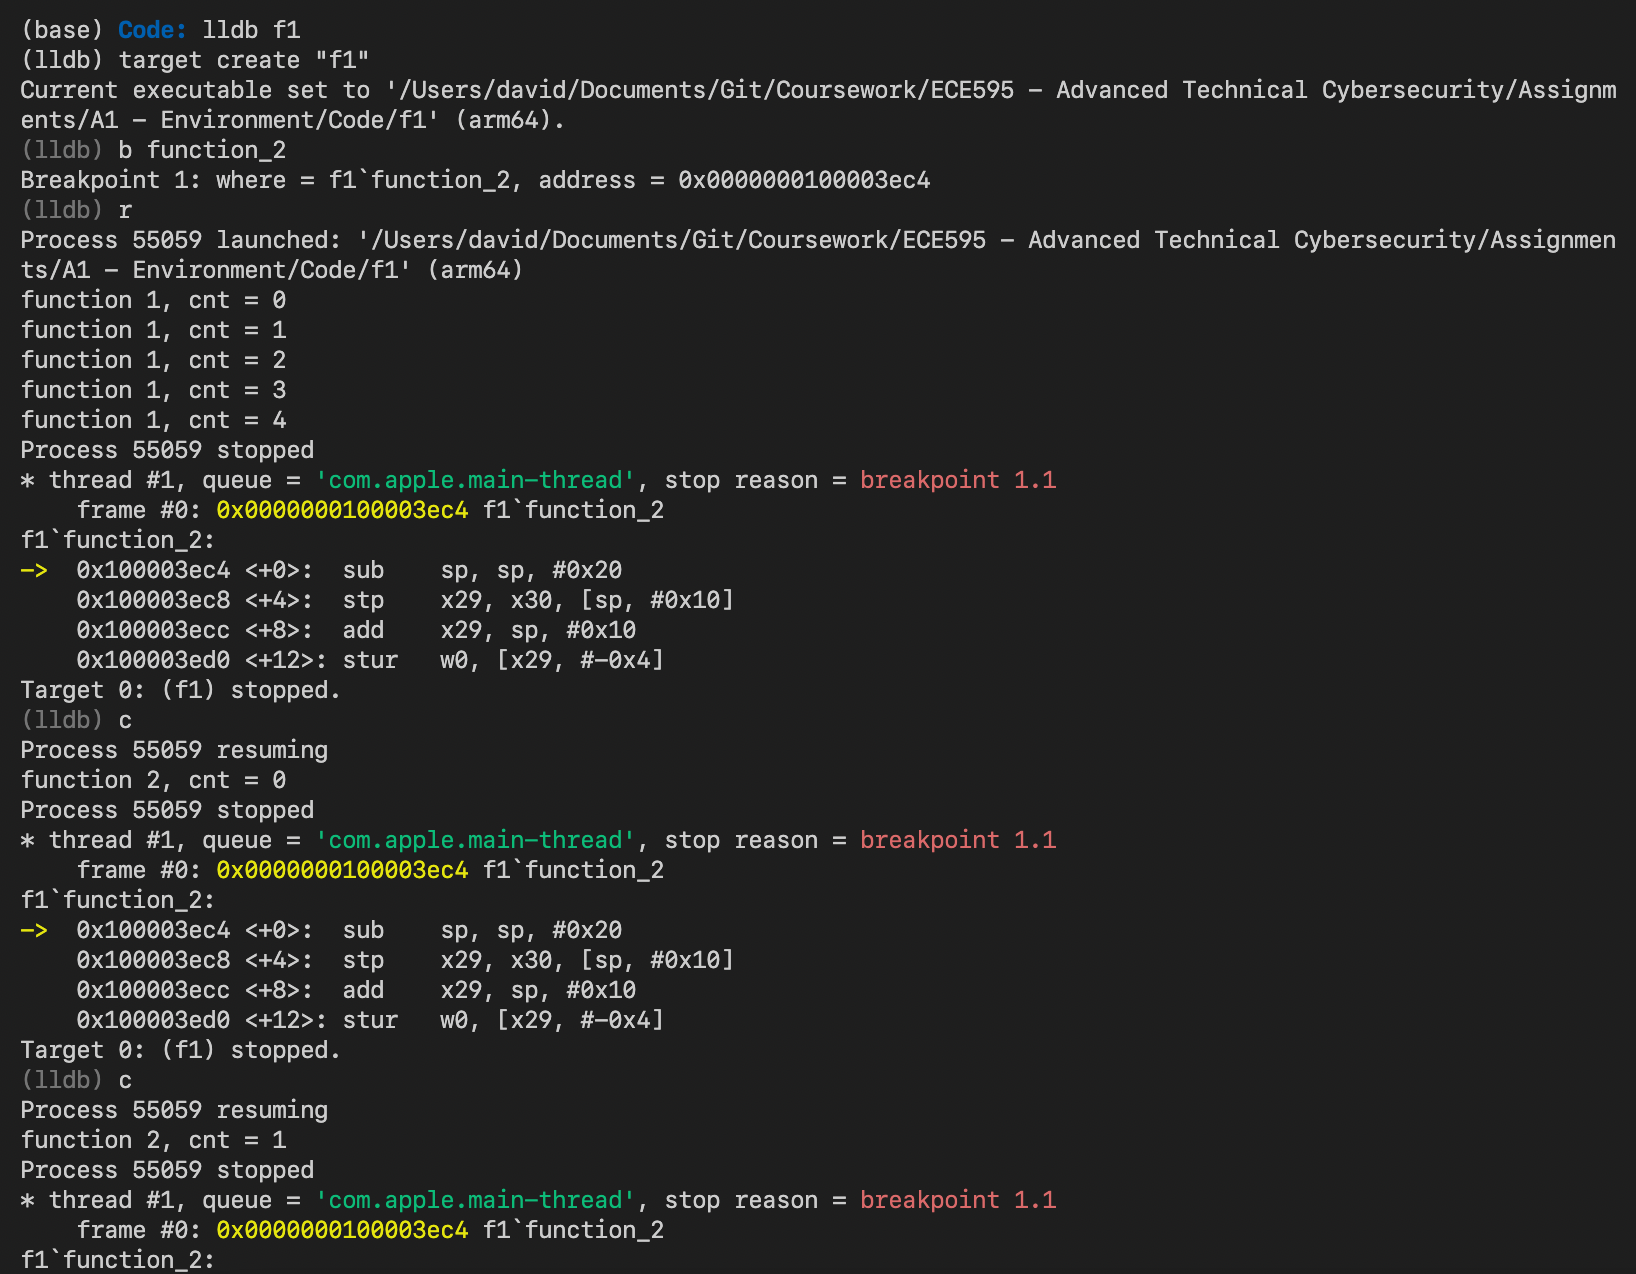 (base) Code: lldb f1
(lldb) target create "f1"
Current executable set to '/Users/david/Documents/Git/Coursework/ECE595 – Advanced Technical Cybersecurity/Assignm
ents/A1 – Environment/Code/f1' (arm64).
(lldb) b function_2
Breakpoint 1: where = f1`function_2, address = 0x0000000100003ec4
(lldb) r
Process 55059 launched: '/Users/david/Documents/Git/Coursework/ECE595 – Advanced Technical Cybersecurity/Assignmen
ts/A1 – Environment/Code/f1' (arm64)
function 1, cnt = 0
function 1, cnt = 1
function 1, cnt = 2
function 1, cnt = 3
function 1, cnt = 4
Process 55059 stopped
* thread #1, queue = 'com.apple.main-thread', stop reason = breakpoint 1.1
    frame #0: 0x0000000100003ec4 f1`function_2
f1`function_2:
->  0x100003ec4 <+0>:  sub    sp, sp, #0x20
    0x100003ec8 <+4>:  stp    x29, x30, [sp, #0x10]
    0x100003ecc <+8>:  add    x29, sp, #0x10
    0x100003ed0 <+12>: stur   w0, [x29, #-0x4]
Target 0: (f1) stopped.
(lldb) c
Process 55059 resuming
function 2, cnt = 0
Process 55059 stopped
* thread #1, queue = 'com.apple.main-thread', stop reason = breakpoint 1.1
    frame #0: 0x0000000100003ec4 f1`function_2
f1`function_2:
->  0x100003ec4 <+0>:  sub    sp, sp, #0x20
    0x100003ec8 <+4>:  stp    x29, x30, [sp, #0x10]
    0x100003ecc <+8>:  add    x29, sp, #0x10
    0x100003ed0 <+12>: stur   w0, [x29, #-0x4]
Target 0: (f1) stopped.
(lldb) c
Process 55059 resuming
function 2, cnt = 1
Process 55059 stopped
* thread #1, queue = 'com.apple.main-thread', stop reason = breakpoint 1.1
    frame #0: 0x0000000100003ec4 f1`function_2
f1`function_2: